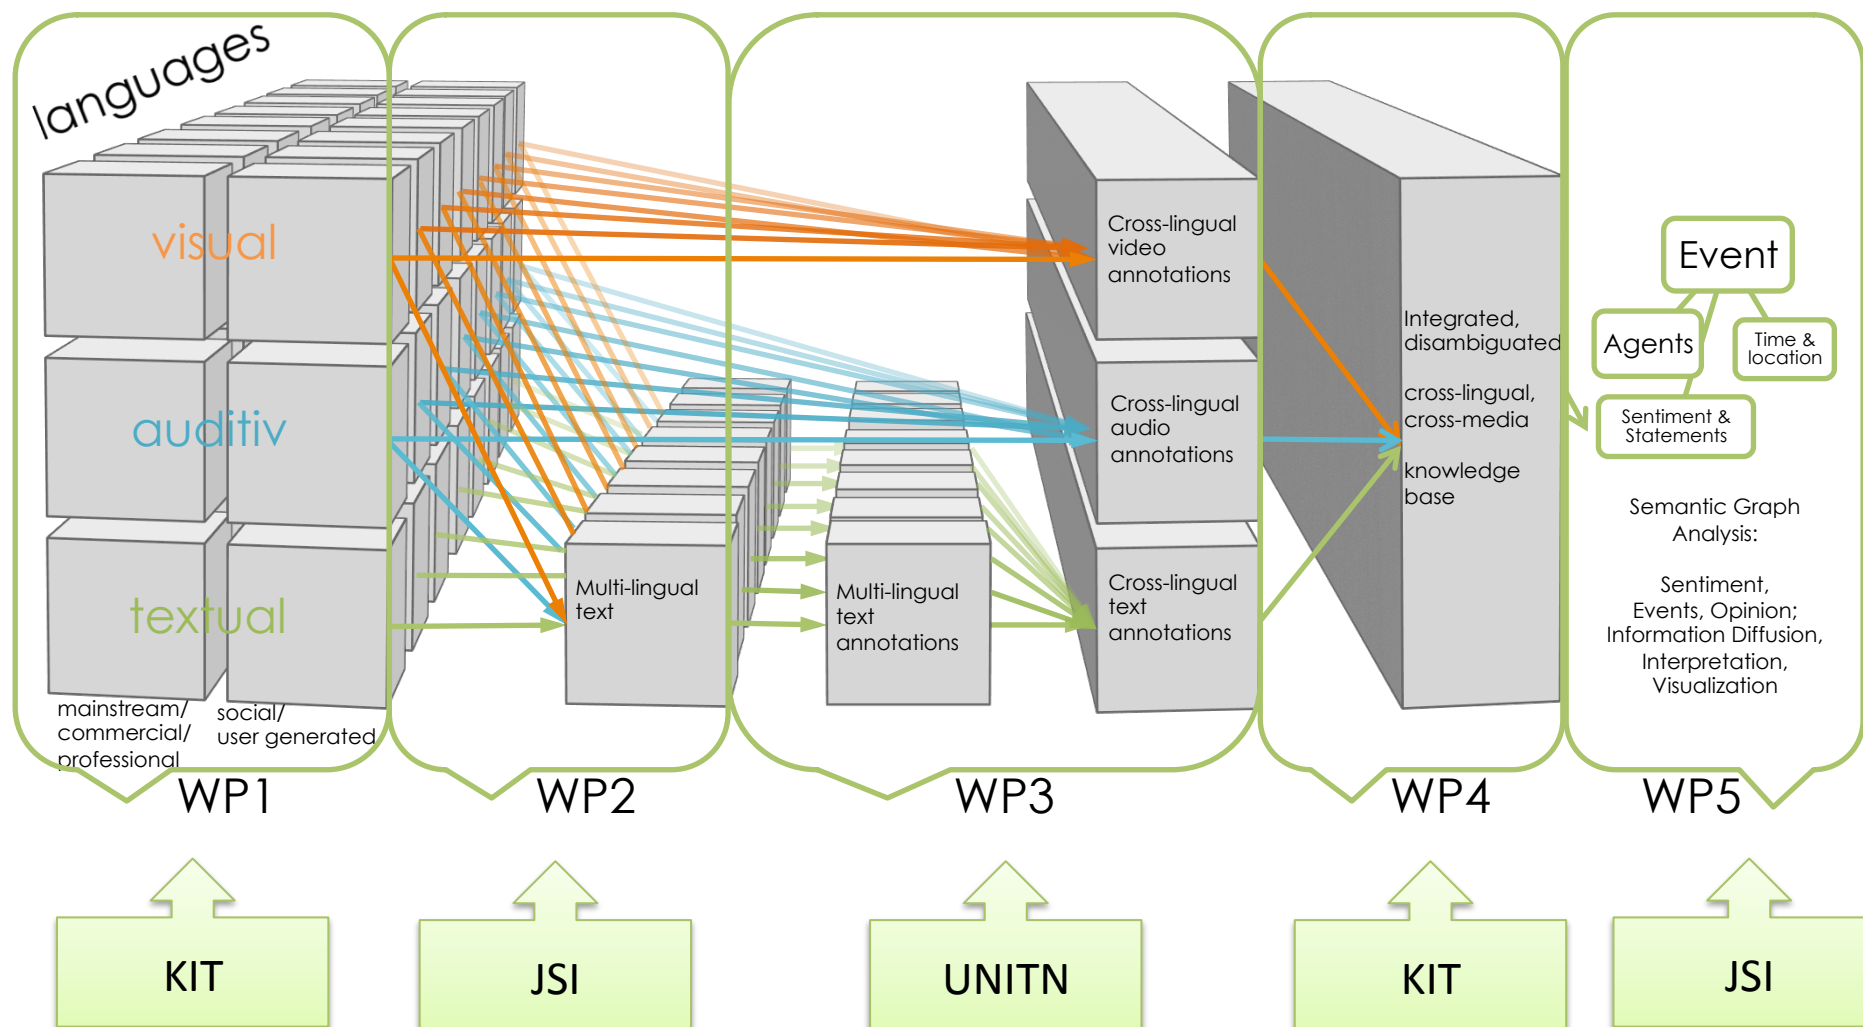 languages
visual
auditiv
textual
mainstream/
commercial/
professional
social/
user generated
Multi-lingual
text
Multi-lingual
text
annotations
Cross-lingual
video
annotations
Cross-lingual
audio
annotations
Cross-lingual
text
annotations
Integrated,
disambiguated
cross-lingual,
cross-media
knowledge
base
Event
Agents
Time &
location
Sentiment &
Statements
Semantic Graph
Analysis:
Sentiment,
Events, Opinion;
Information Diffusion,
Interpretation,
Visualization
WP1
WP2
WP3
WP4
WP5
KIT
JSI
UNITN
KIT
JSI